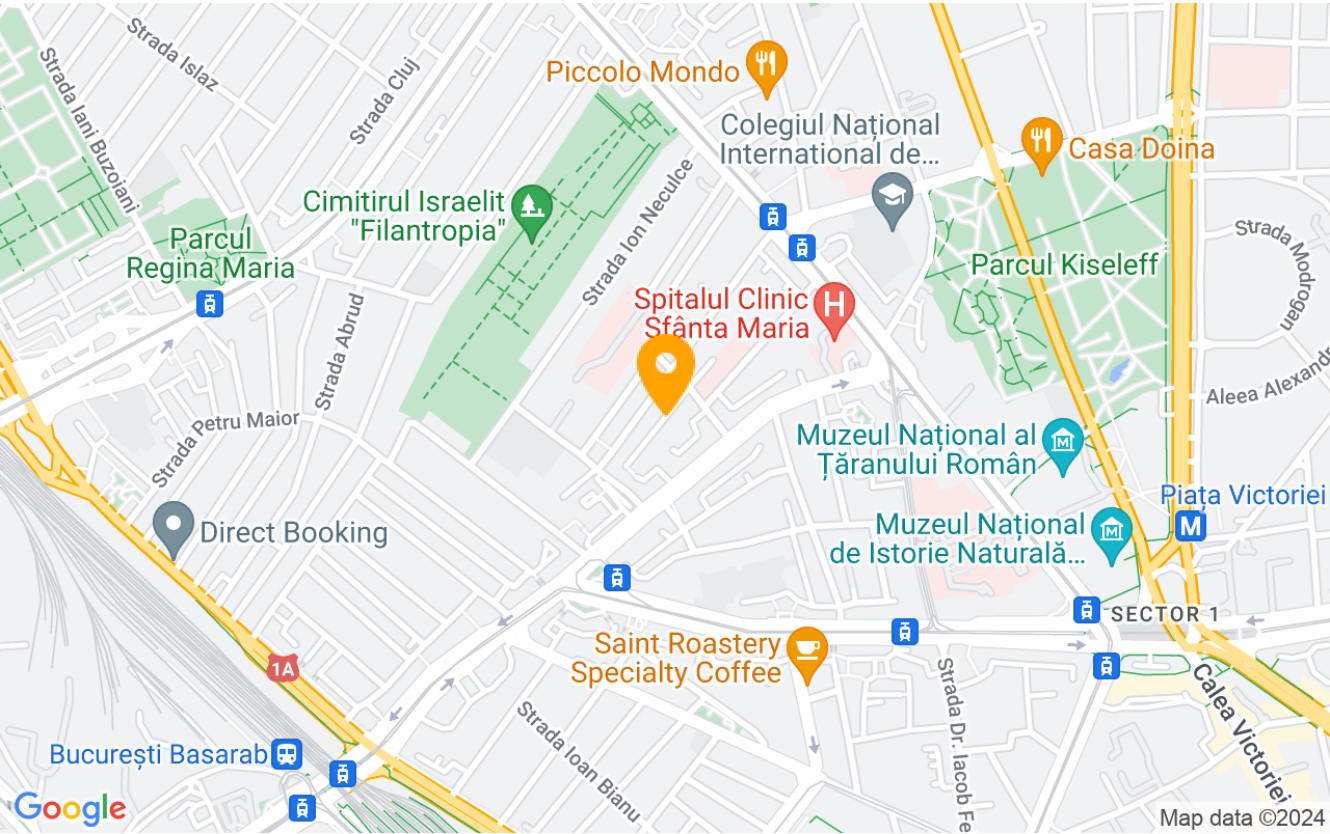 Strada Islaz
Strada Iani Buzoiani
Strada Cluj
Piccolo Mondo
Colegiul Național
International de...
Casa Doina
Cimitirul Israelit
"Filantropia"
Strada Ion Neculce
Parcul
Regina Maria
Parcul Kiseleff
Strada Modrogan
Spitalul Clinic
Sfânta Maria
H
Strada Abrud
Aleea Alexandr
Strada Petru Maior
Muzeul Național al
Țăranului Român
M
Piața Victoriei
M
Direct Booking
Muzeul Național
de Istorie Naturală...
M
SECTOR 1
Saint Roastery
Specialty Coffee
1A
Strada Dr. Iacob Fe
Calea Victoriei
Strada Ioan Bianu
București Basarab
Google
Map data ©2024